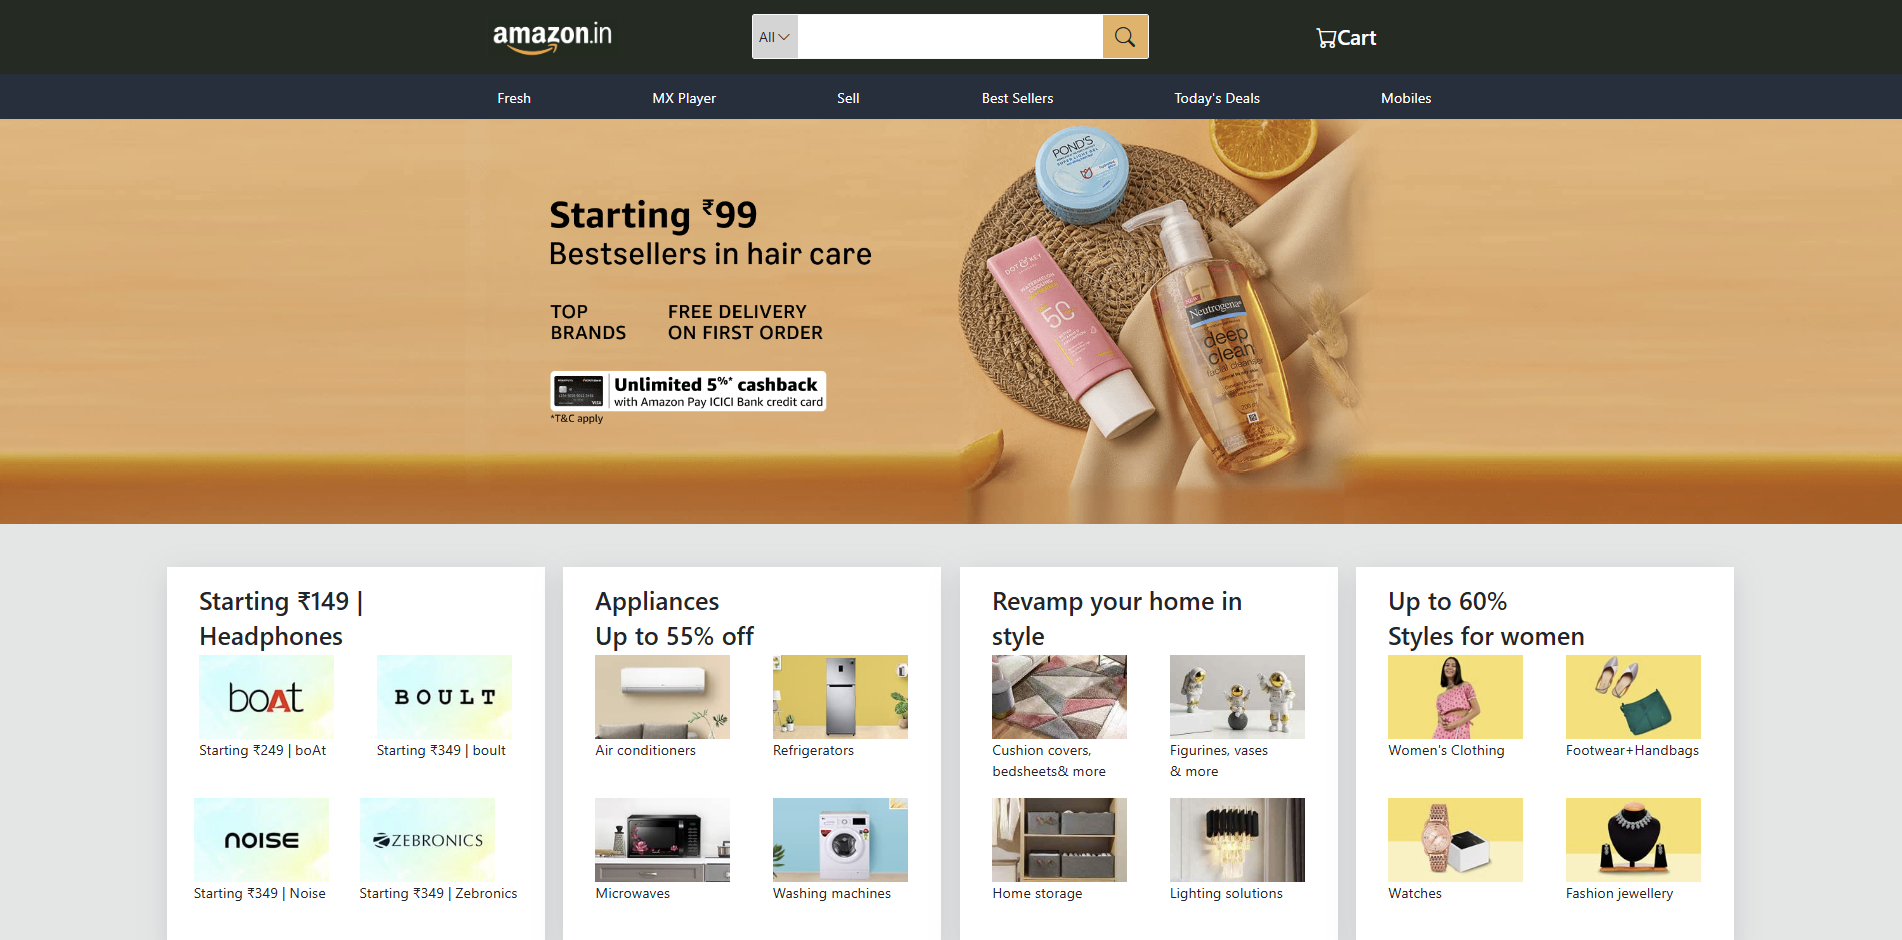 amazon.in
All
Cart
Fresh
MX Player
Sell
Best Sellers
Today's Deals
Mobiles
Starting ₹99
Bestsellers in hair care
TOP
BRANDS
FREE DELIVERY
ON FIRST ORDER
Unlimited 5%* cashback
with Amazon Pay ICICI Bank credit card
*T&C apply
POND'S
DOT & KEY
WATERMELON
COOLING
50
Neutrogena
deep
clean
facial cleanser
Starting ₹149 |
Headphones
boAt
BOULT
Starting ₹249 | boAt
Starting ₹349 | boult
NOISE
ZEBRONICS
Starting ₹349 | Noise
Starting ₹349 | Zebronics
Appliances
Up to 55% off
Air conditioners
Refrigerators
Microwaves
Washing machines
Revamp your home in
style
Cushion covers,
bedsheets& more
Figurines, vases
& more
Home storage
Lighting solutions
Up to 60%
Styles for women
Women's Clothing
Footwear+Handbags
Watches
Fashion jewellery